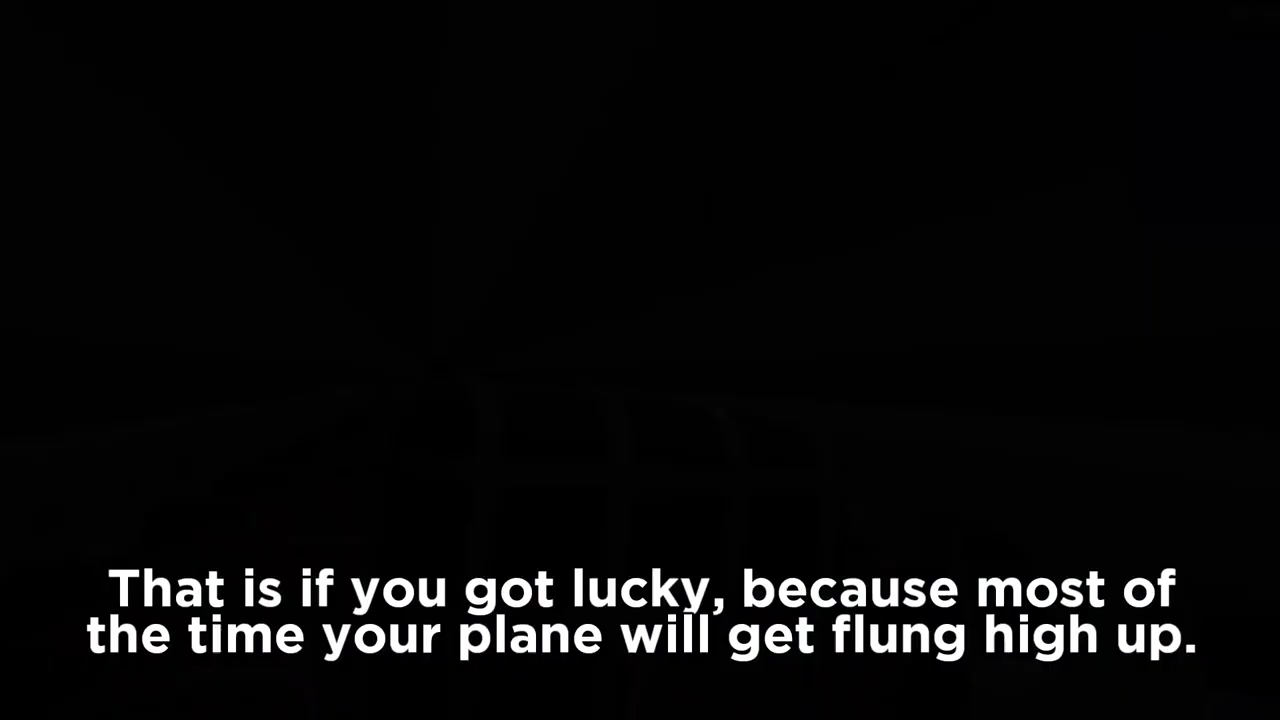 That is if you got lucky, because most of
the time your plane will get flung high up.